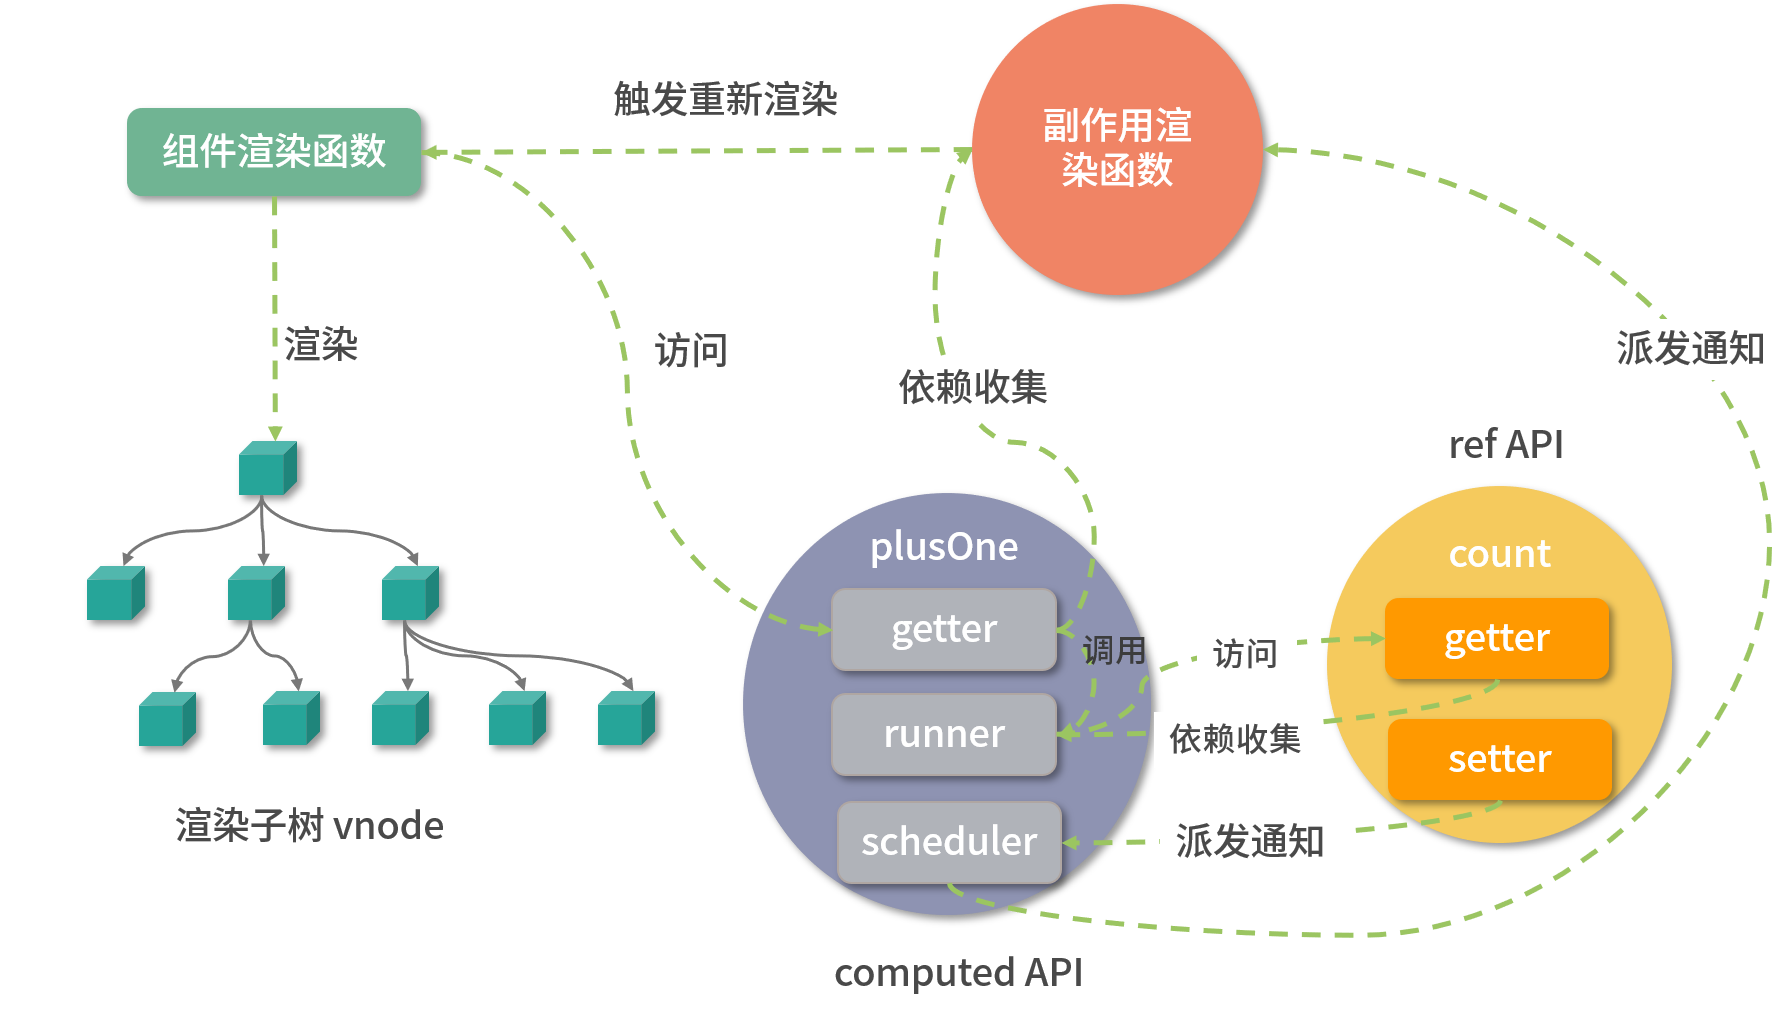 触发重新渲染
组件渲染函数
副作用渲
染函数
渲染
访问
依赖收集
派发通知
ref API
plusOne
count
getter
getter
调用
访问
runner
依赖收集
setter
scheduler
派发通知
渲染子树 vnode
computed API